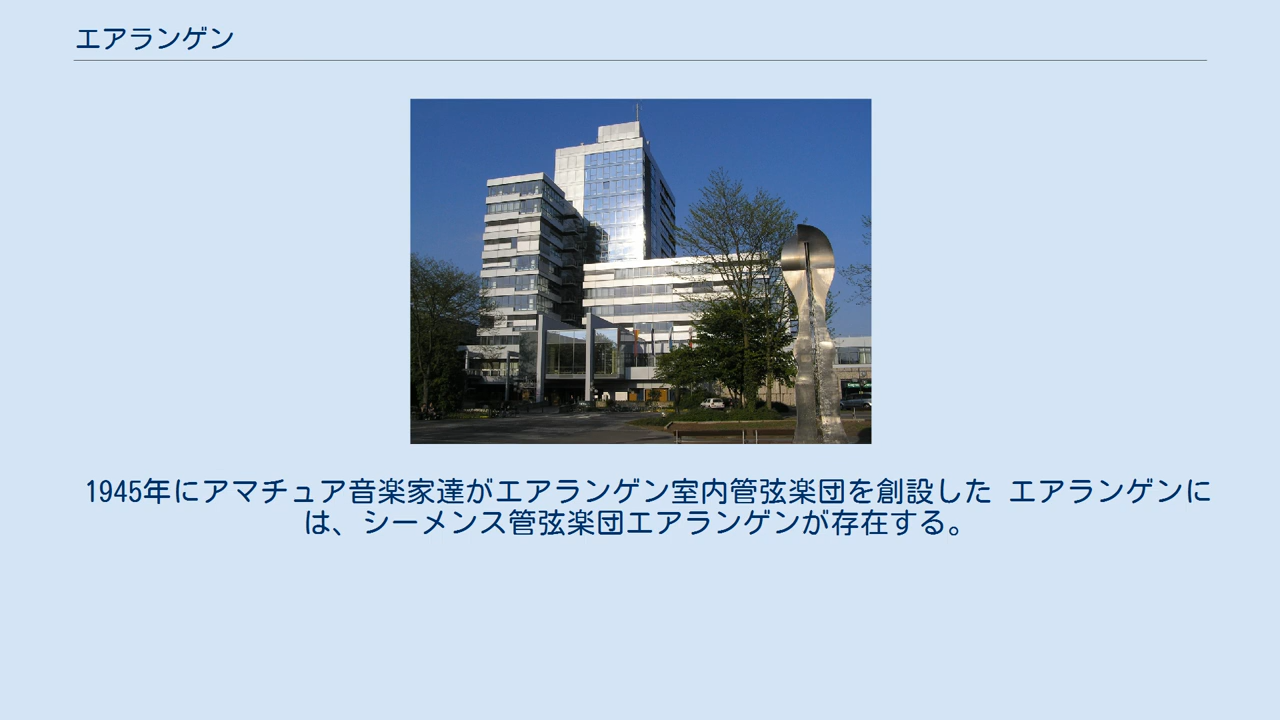 エアランゲン
1945年にアマチュア音楽家達がエアランゲン室内管弦楽団を創設した エアランゲンに
は、シーメンス管弦楽団エアランゲンが存在する。